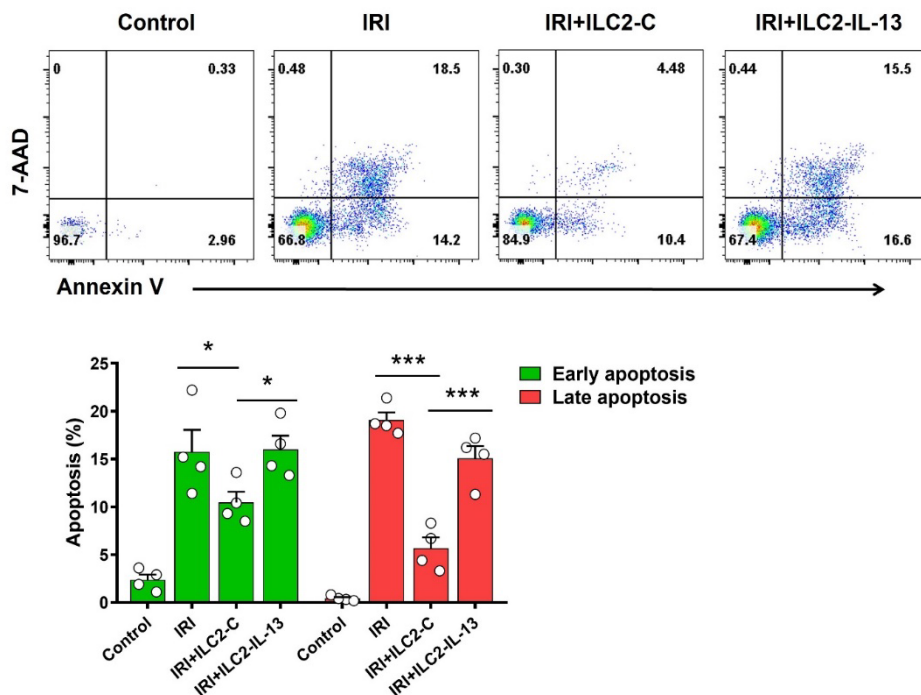 Control IRI IRI+ILC2-C IRI+ILC2-IL-13
0 0.33 0.48 18.5 0.30 4.48 0.44 15.5
7-AAD
96.7 2.96 66.8 14.2 84.9 10.4 67.4 16.6
Annexin V
25
20
15
10
5
0
Apoptosis (%)
* * *** ***
Early apoptosis
Late apoptosis
Control IRI IRI+ILC2-C IRI+ILC2-IL-13 Control IRI IRI+ILC2-C IRI+ILC2-IL-13